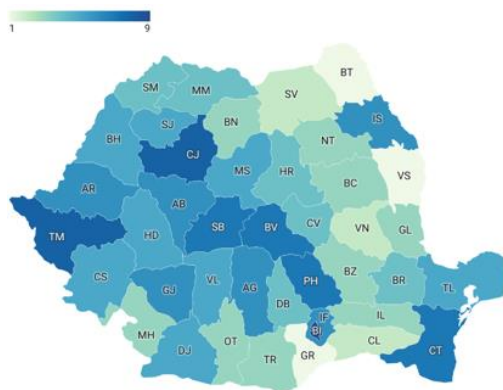 1 9
BT
SM MM SV
SJ BN IS
BH NT
CJ
MS HR VS
BC
AR AB
TM HD SB BV CV VN GL
CS PH BZ BR TL
GJ VL AG DB
IF IL
MH OT BI
DJ TR GR CL CT